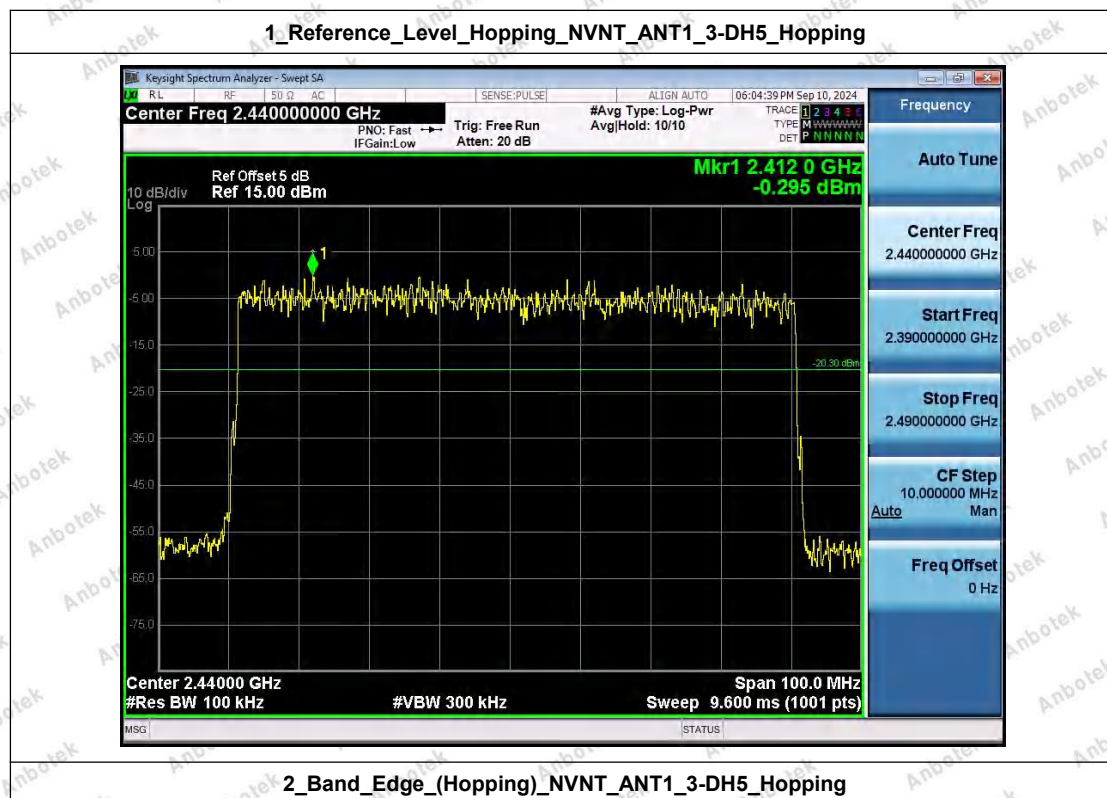 1_Reference_Level_Hopping_NVNT_ANT1_3-DH5_Hopping
Keysight Spectrum Analyzer - Swept SA
LXI RL RF 50 Ω AC SENSE:PULSE ALIGN AUTO 06:04:39 PM Sep 10, 2024
Center Freq 2.440000000 GHz
PNO: Fast
IFGain:Low
Trig: Free Run
Atten: 20 dB
#Avg Type: Log-Pwr
Avg|Hold: 10/10
TRACE 1 2 3 4 5 6
TYPE M WWWWW
DET P N N N N N
Frequency
Mkr1 2.412 0 GHz
-0.295 dBm
Ref Offset 5 dB
10 dB/div Ref 15.00 dBm
Log
5.00
-5.00
-15.0
-25.0
-35.0
-45.0
-55.0
-65.0
-75.0
1
-20.30 dBm
Auto Tune
Center Freq
2.440000000 GHz
Start Freq
2.390000000 GHz
Stop Freq
2.490000000 GHz
CF Step
10.000000 MHz
Auto Man
Freq Offset
0 Hz
Center 2.44000 GHz Span 100.0 MHz
#Res BW 100 kHz #VBW 300 kHz Sweep 9.600 ms (1001 pts)
MSG STATUS
2_Band_Edge_(Hopping)_NVNT_ANT1_3-DH5_Hopping
Anbotek